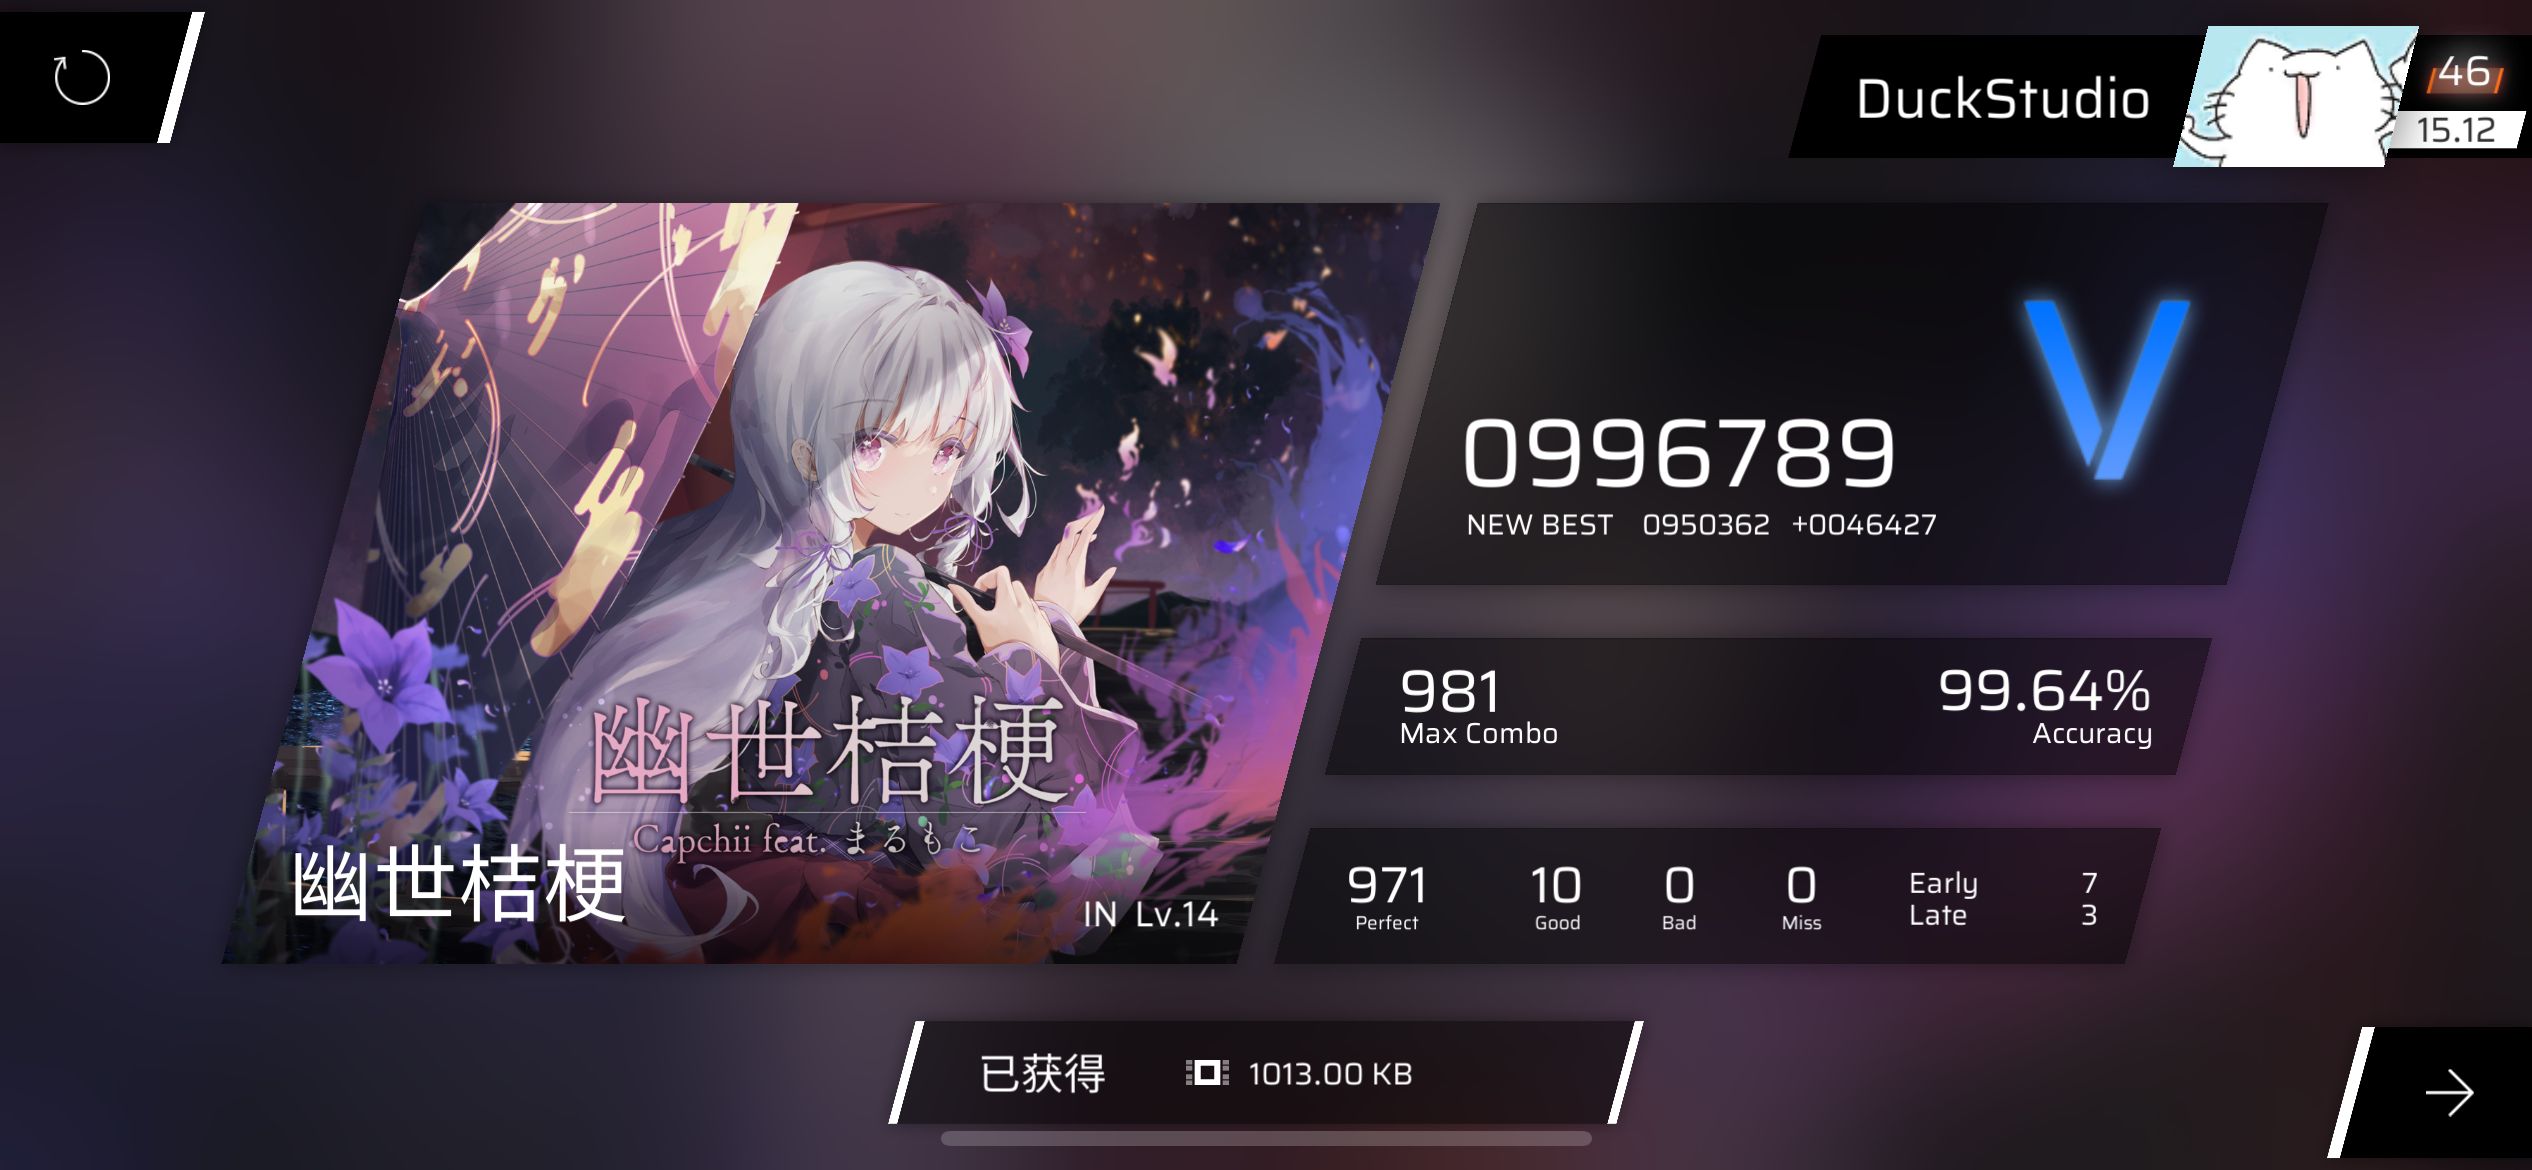 DuckStudio
46
15.12
幽世桔梗
Capchii feat. まるもこ
幽世桔梗
IN Lv.14
0996789
NEW BEST 0950362 +0046427
981
Max Combo
99.64%
Accuracy
971
Perfect
10
Good
0
Bad
0
Miss
Early 7
Late 3
已获得 1013.00 KB